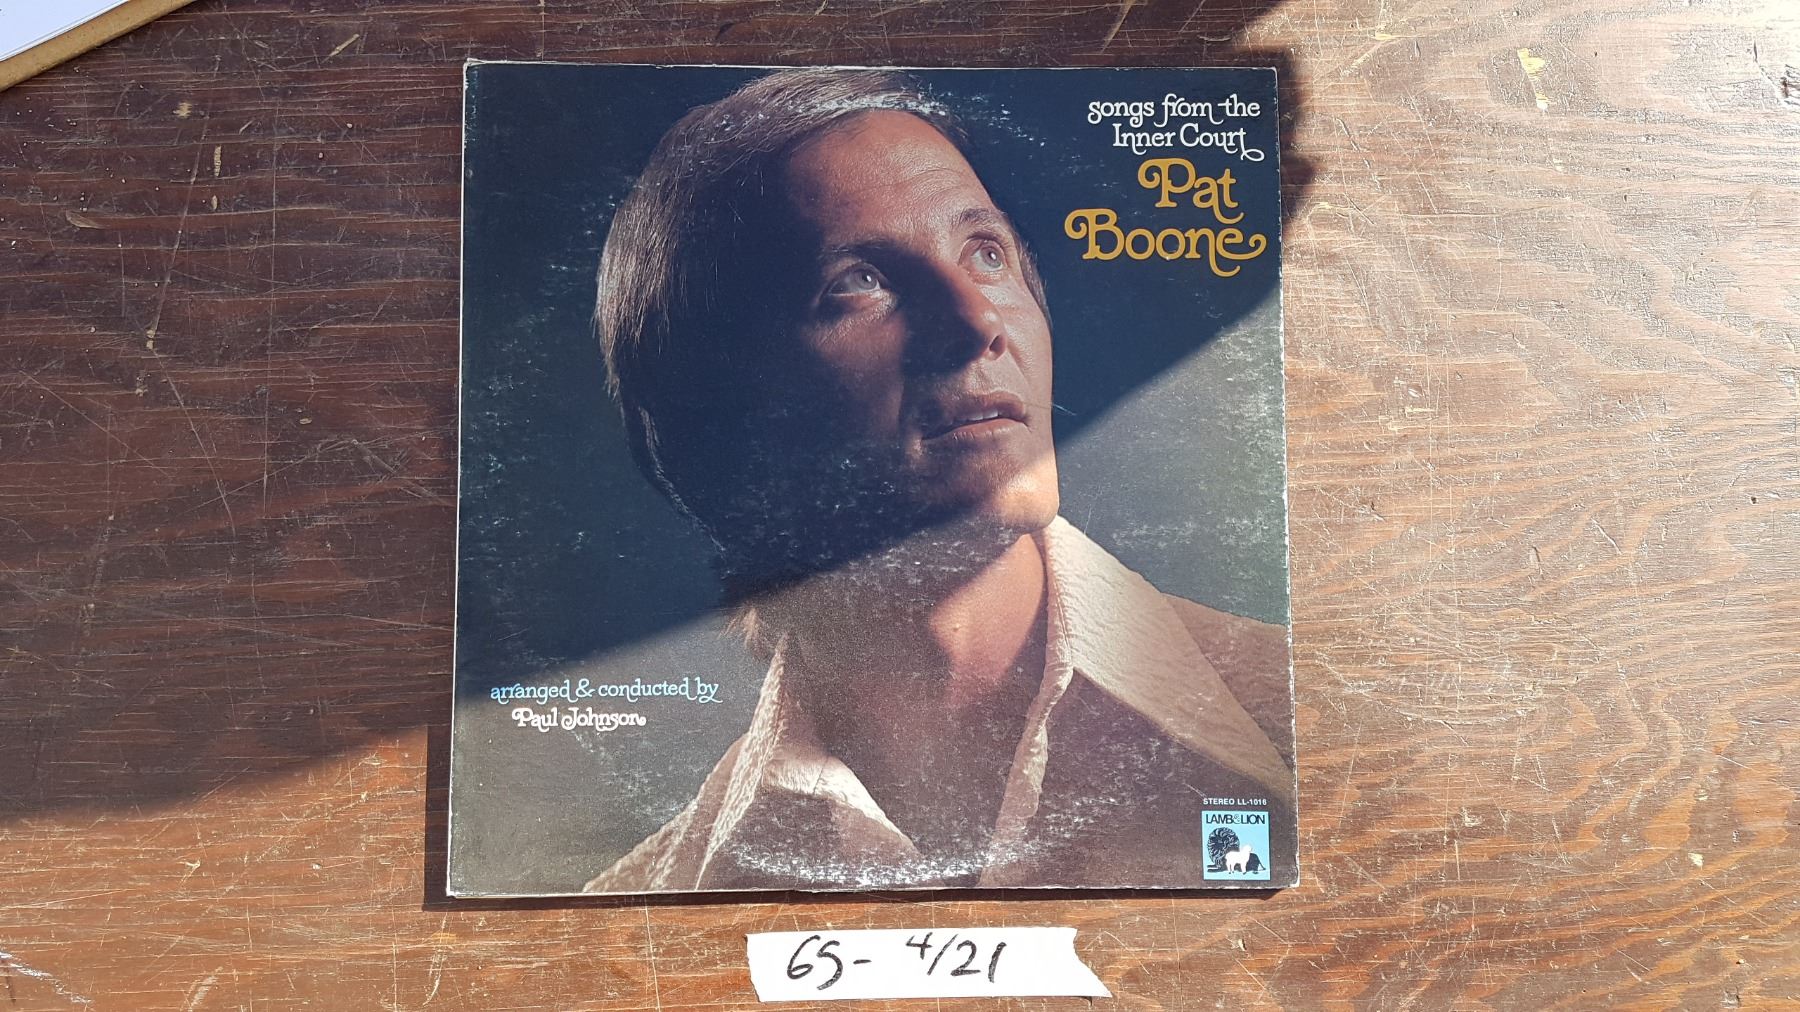 songs from the
Inner Court
Pat
Boone
arranged & conducted by
Paul Johnson
STEREO LL-1016
LAMB&LION
65- 4/21